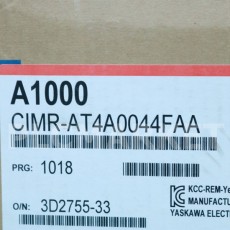 A1000
CIMR-AT4A0044FAA
PRG: 1018
KCC-REM-Ye
MANUFACTU
YASKAWA ELECT
O/N: 3D2755-33